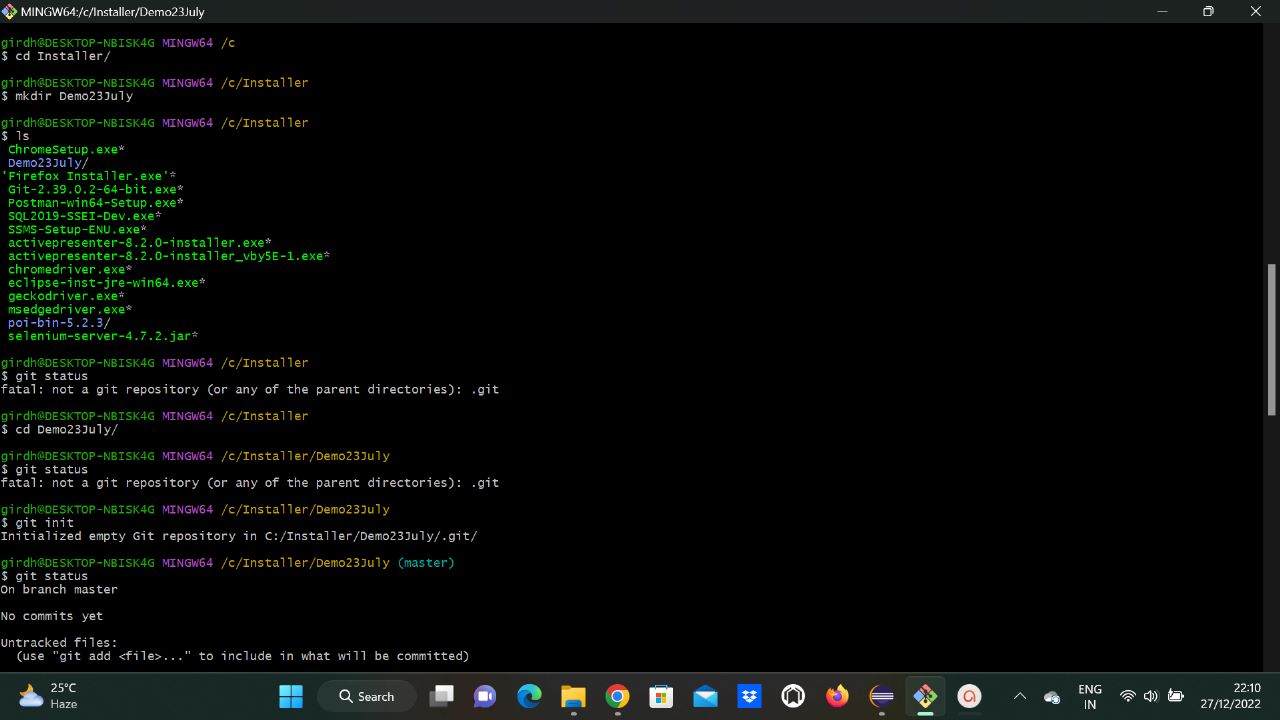 MINGW64:/c/Installer/Demo23July
girdh@DESKTOP-NBISK4G MINGW64 /c
$ cd Installer/
girdh@DESKTOP-NBISK4G MINGW64 /c/Installer
$ mkdir Demo23July
girdh@DESKTOP-NBISK4G MINGW64 /c/Installer
$ ls
ChromeSetup.exe*
Demo23July/
'Firefox Installer.exe'*
Git-2.39.0.2-64-bit.exe*
Postman-win64-Setup.exe*
SQL2019-SSEI-Dev.exe*
SSMS-Setup-ENU.exe*
activepresenter-8.2.0-installer.exe*
activepresenter-8.2.0-installer_vby5E-1.exe*
chromedriver.exe*
eclipse-inst-jre-win64.exe*
geckodriver.exe*
msedgedriver.exe*
poi-bin-5.2.3/
selenium-server-4.7.2.jar*
girdh@DESKTOP-NBISK4G MINGW64 /c/Installer
$ git status
fatal: not a git repository (or any of the parent directories): .git
girdh@DESKTOP-NBISK4G MINGW64 /c/Installer
$ cd Demo23July/
girdh@DESKTOP-NBISK4G MINGW64 /c/Installer/Demo23July
$ git status
fatal: not a git repository (or any of the parent directories): .git
girdh@DESKTOP-NBISK4G MINGW64 /c/Installer/Demo23July
$ git init
Initialized empty Git repository in C:/Installer/Demo23July/.git/
girdh@DESKTOP-NBISK4G MINGW64 /c/Installer/Demo23July (master)
$ git status
On branch master
No commits yet
Untracked files:
(use "git add <file>..." to include in what will be committed)
25°C
Haze
Search
ENG
IN
22:10
27/12/2022